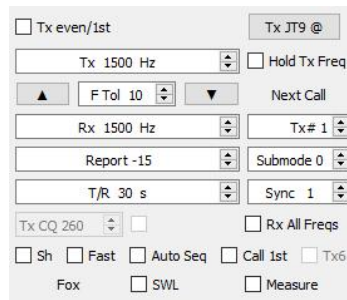 Tx even/1st Tx JT9 @
Tx 1500 Hz Hold Tx Freq
▲ F Tol 10 ▼ Next Call
Rx 1500 Hz Tx# 1
Report -15 Submode 0
T/R 30 s Sync 1
Tx CQ 260 Rx All Freqs
Sh Fast Auto Seq Call 1st Tx6
Fox SWL Measure